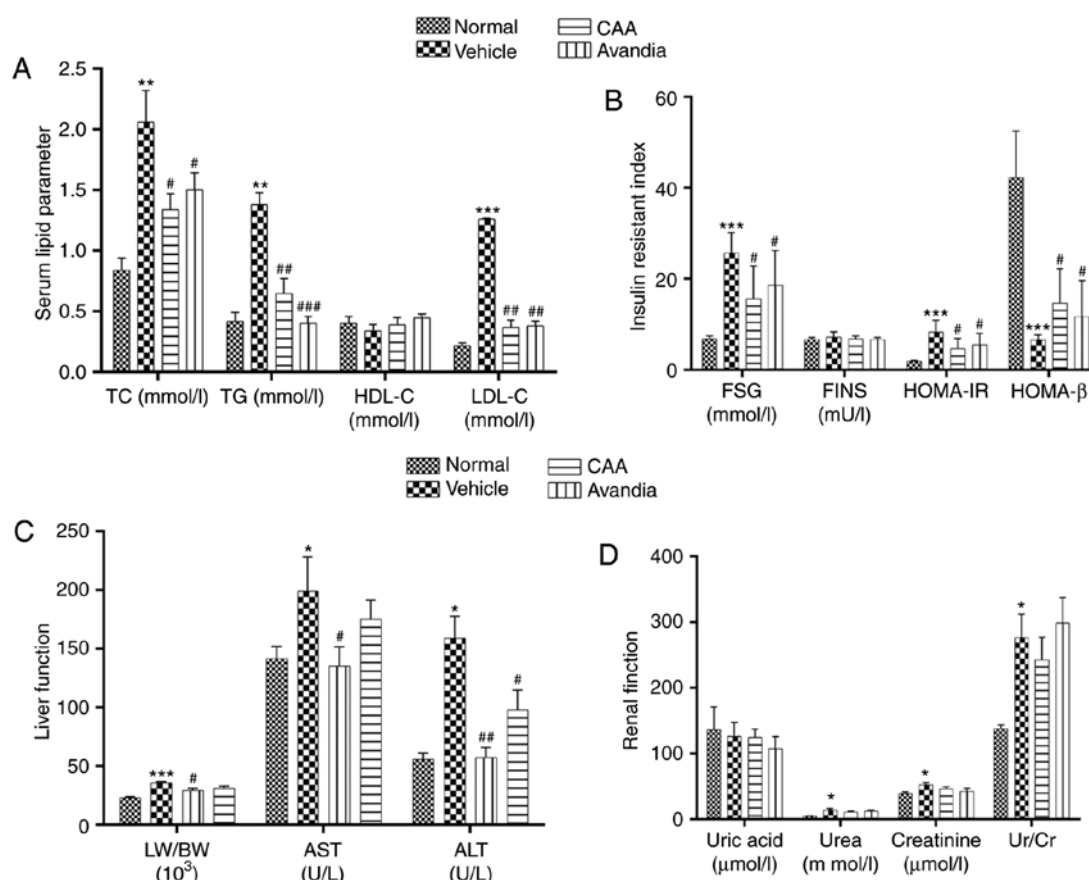 Normal
CAA
Vehicle
Avandia
A
Serum lipid parameter
2.5
2.0
1.5
1.0
0.5
0.0
**
#
#
**
##
###
***
##
##
TC (mmol/l)
TG (mmol/l)
HDL-C
(mmol/l)
LDL-C
(mmol/l)
B
Insulin resistant index
60
40
20
0
***
#
#
***
#
#
***
#
#
FSG
(mmol/l)
FINS
(mU/L)
HOMA-IR
HOMA-β
Normal
CAA
Vehicle
Avandia
C
Liver function
250
200
150
100
50
0
***
#
*
#
*
##
#
LW/BW
(10³)
AST
(U/L)
ALT
(U/L)
D
Renal finction
400
300
200
100
0
*
*
*
Uric acid
(μmol/l)
Urea
(m mol/l)
Creatinine
(μmol/l)
Ur/Cr